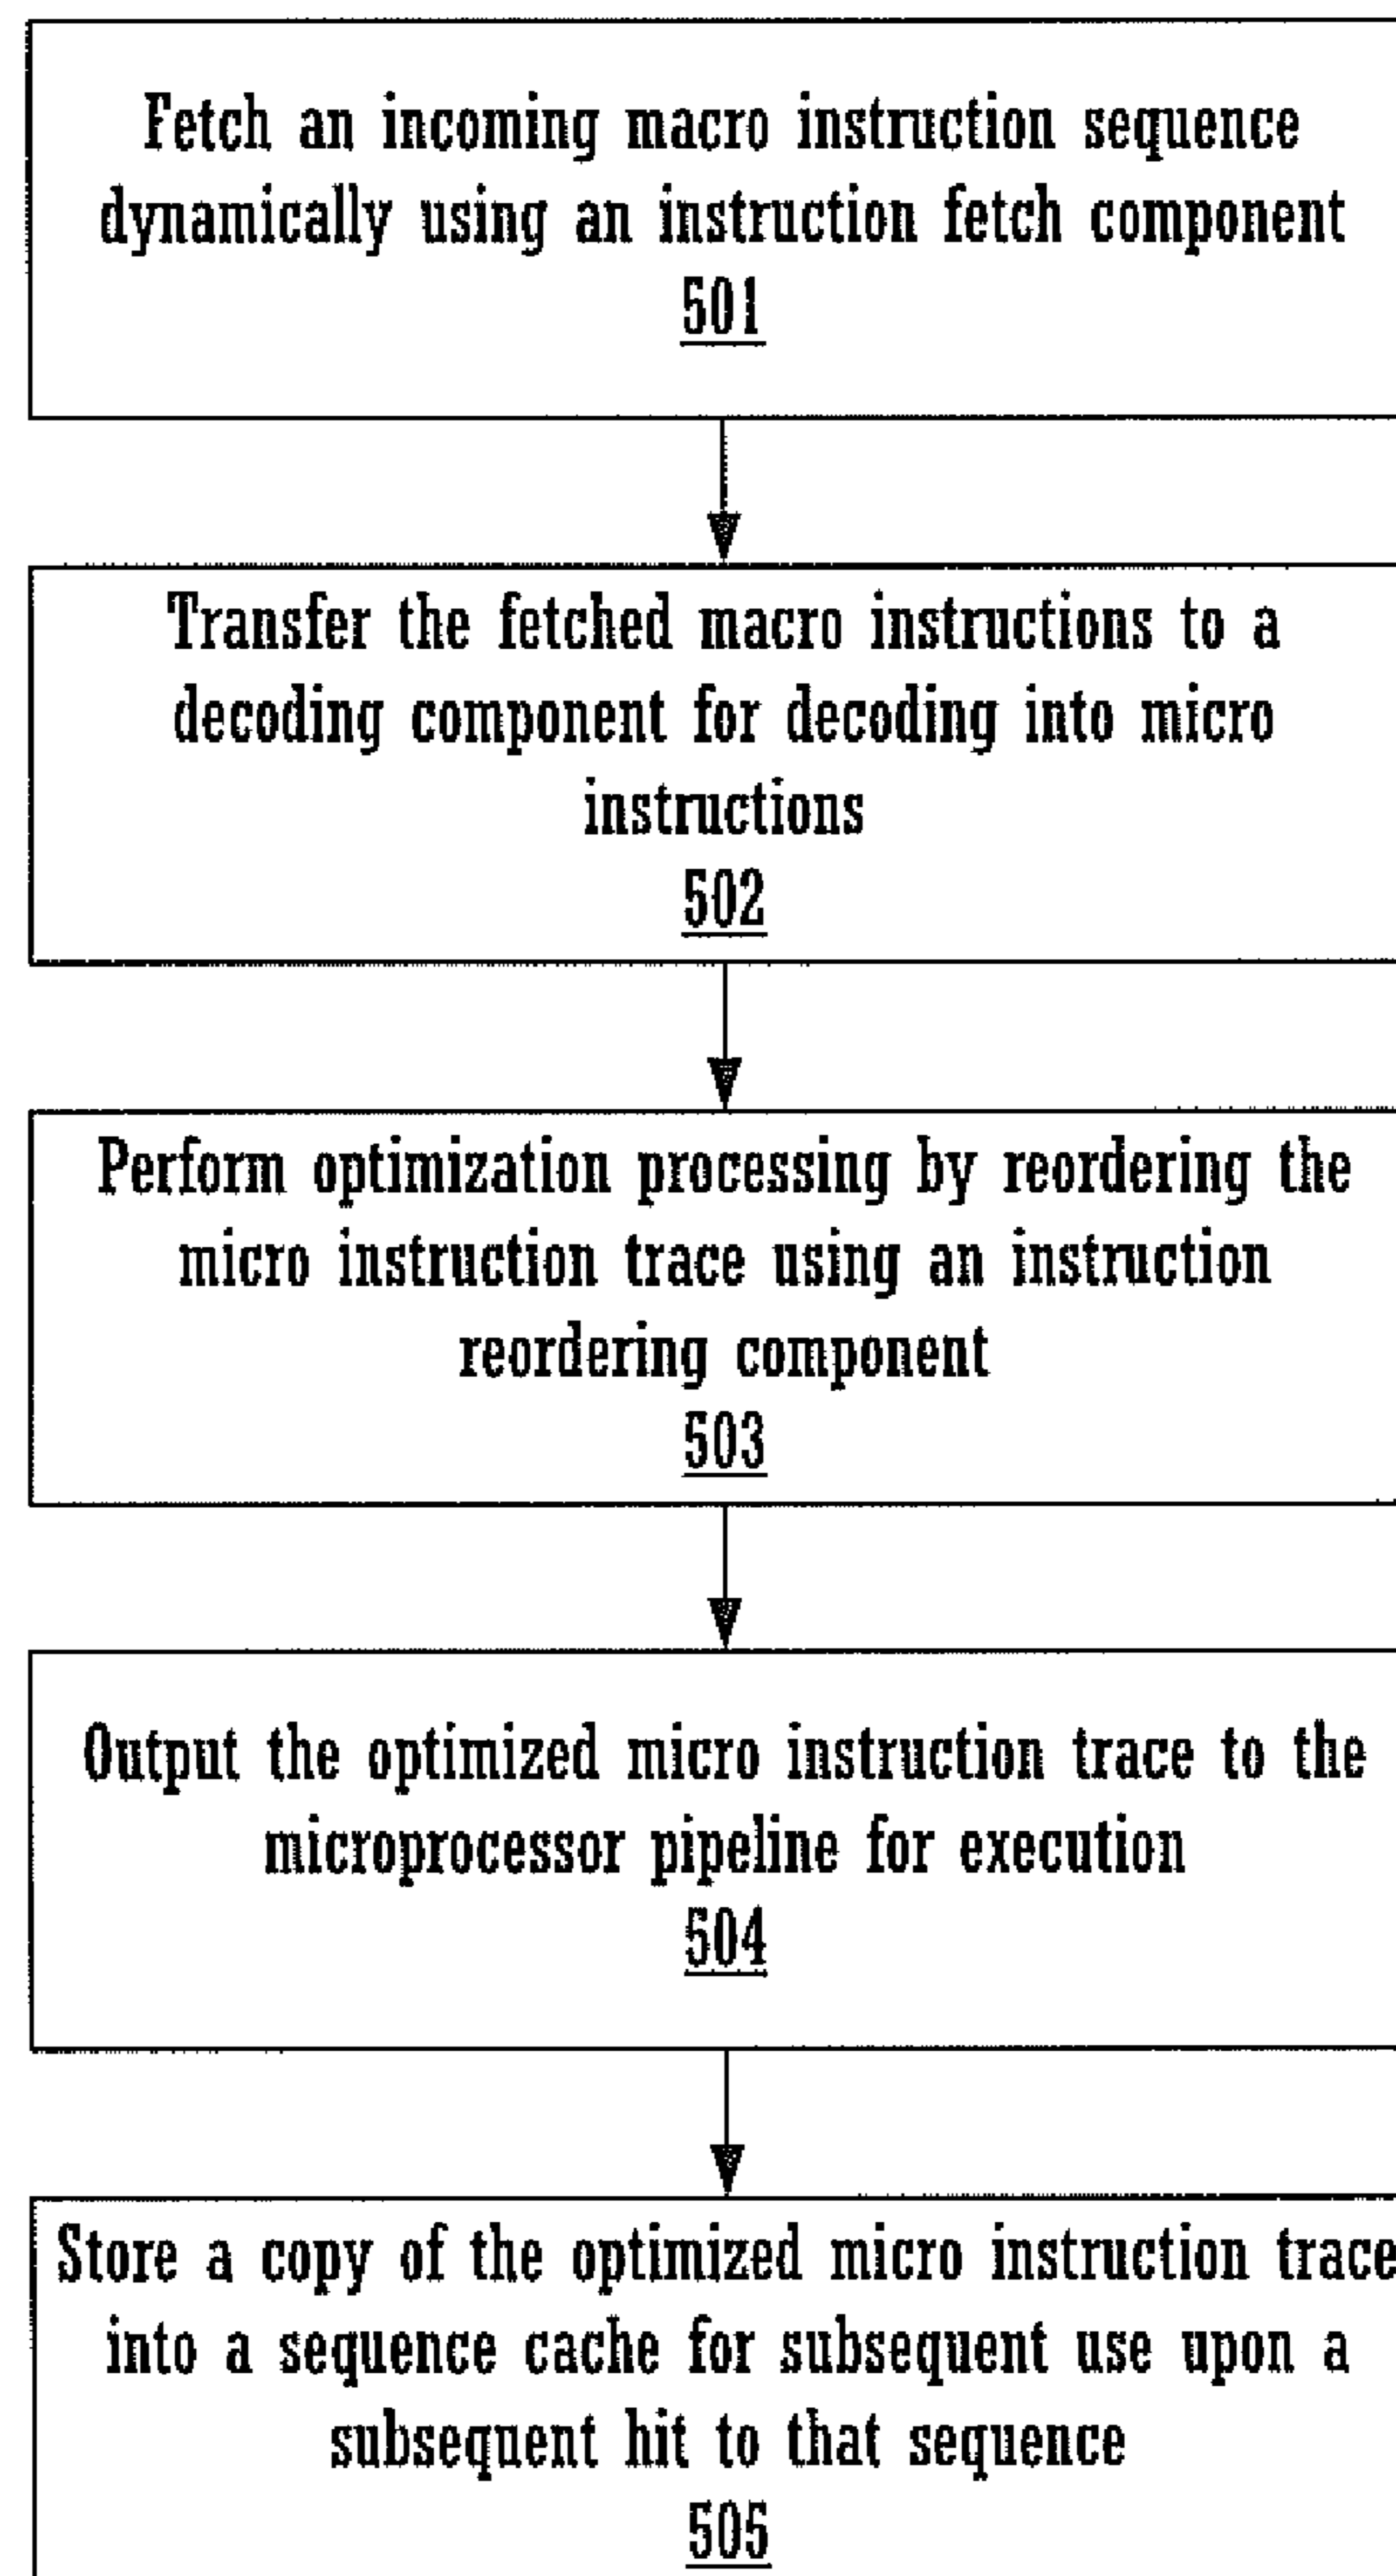 Fetch an incoming macro instruction sequence
dynamically using an instruction fetch component
501
Transfer the fetched macro instructions to a
decoding component for decoding into micro
instructions
502
Perform optimization processing by reordering the
micro instruction trace using an instruction
reordering component
503
Output the optimized micro instruction trace to the
microprocessor pipeline for execution
504
Store a copy of the optimized micro instruction trace
into a sequence cache for subsequent use upon a
subsequent hit to that sequence
505